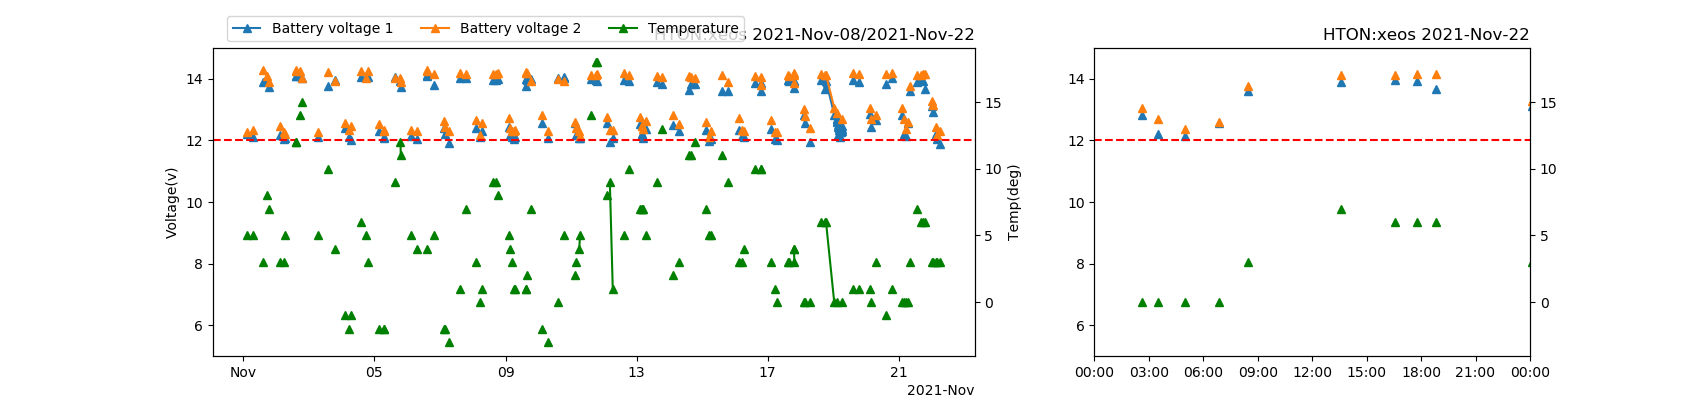 Battery voltage 1 Battery voltage 2 Temperature
HTON:xeos 2021-Nov-08/2021-Nov-22
HTON:xeos 2021-Nov-22
14
12
10
8
6
Voltage(v)
15
10
5
0
Temp(deg)
Nov 05 09 13 17 21
2021-Nov
14
12
10
8
6
15
10
5
0
00:00 03:00 06:00 09:00 12:00 15:00 18:00 21:00 00:00